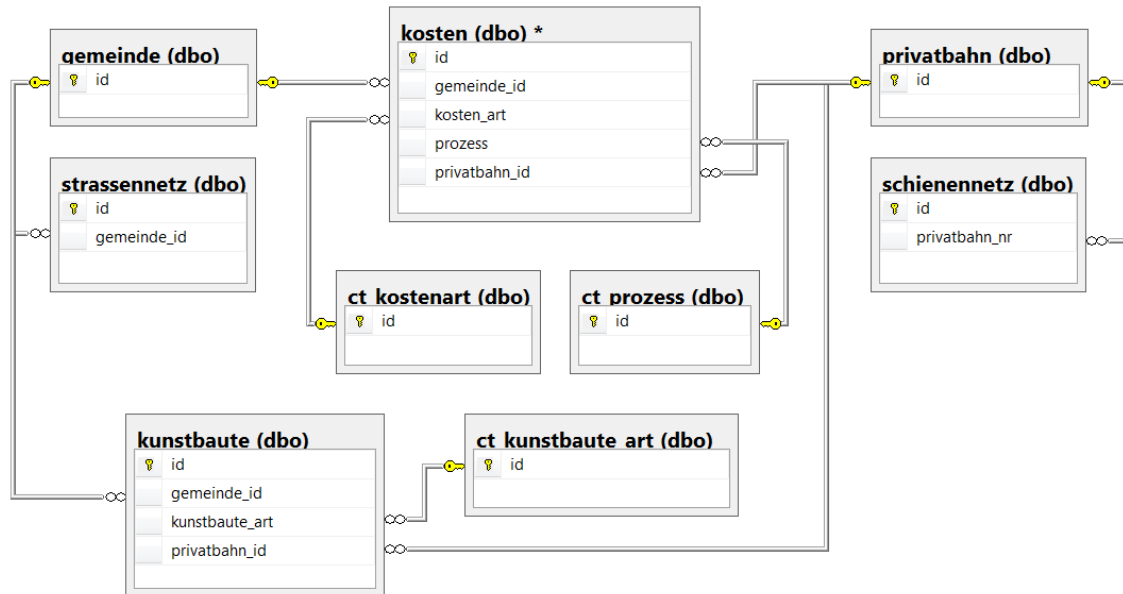 gemeinde (dbo)
id
kosten (dbo) *
id
gemeinde_id
kosten_art
prozess
privatbahn_id
privatbahn (dbo)
id
strassennetz (dbo)
id
gemeinde_id
schienennetz (dbo)
id
privatbahn_nr
ct_kostenart (dbo)
id
ct_prozess (dbo)
id
kunstbaute (dbo)
id
gemeinde_id
kunstbaute_art
privatbahn_id
ct_kunstbaute_art (dbo)
id